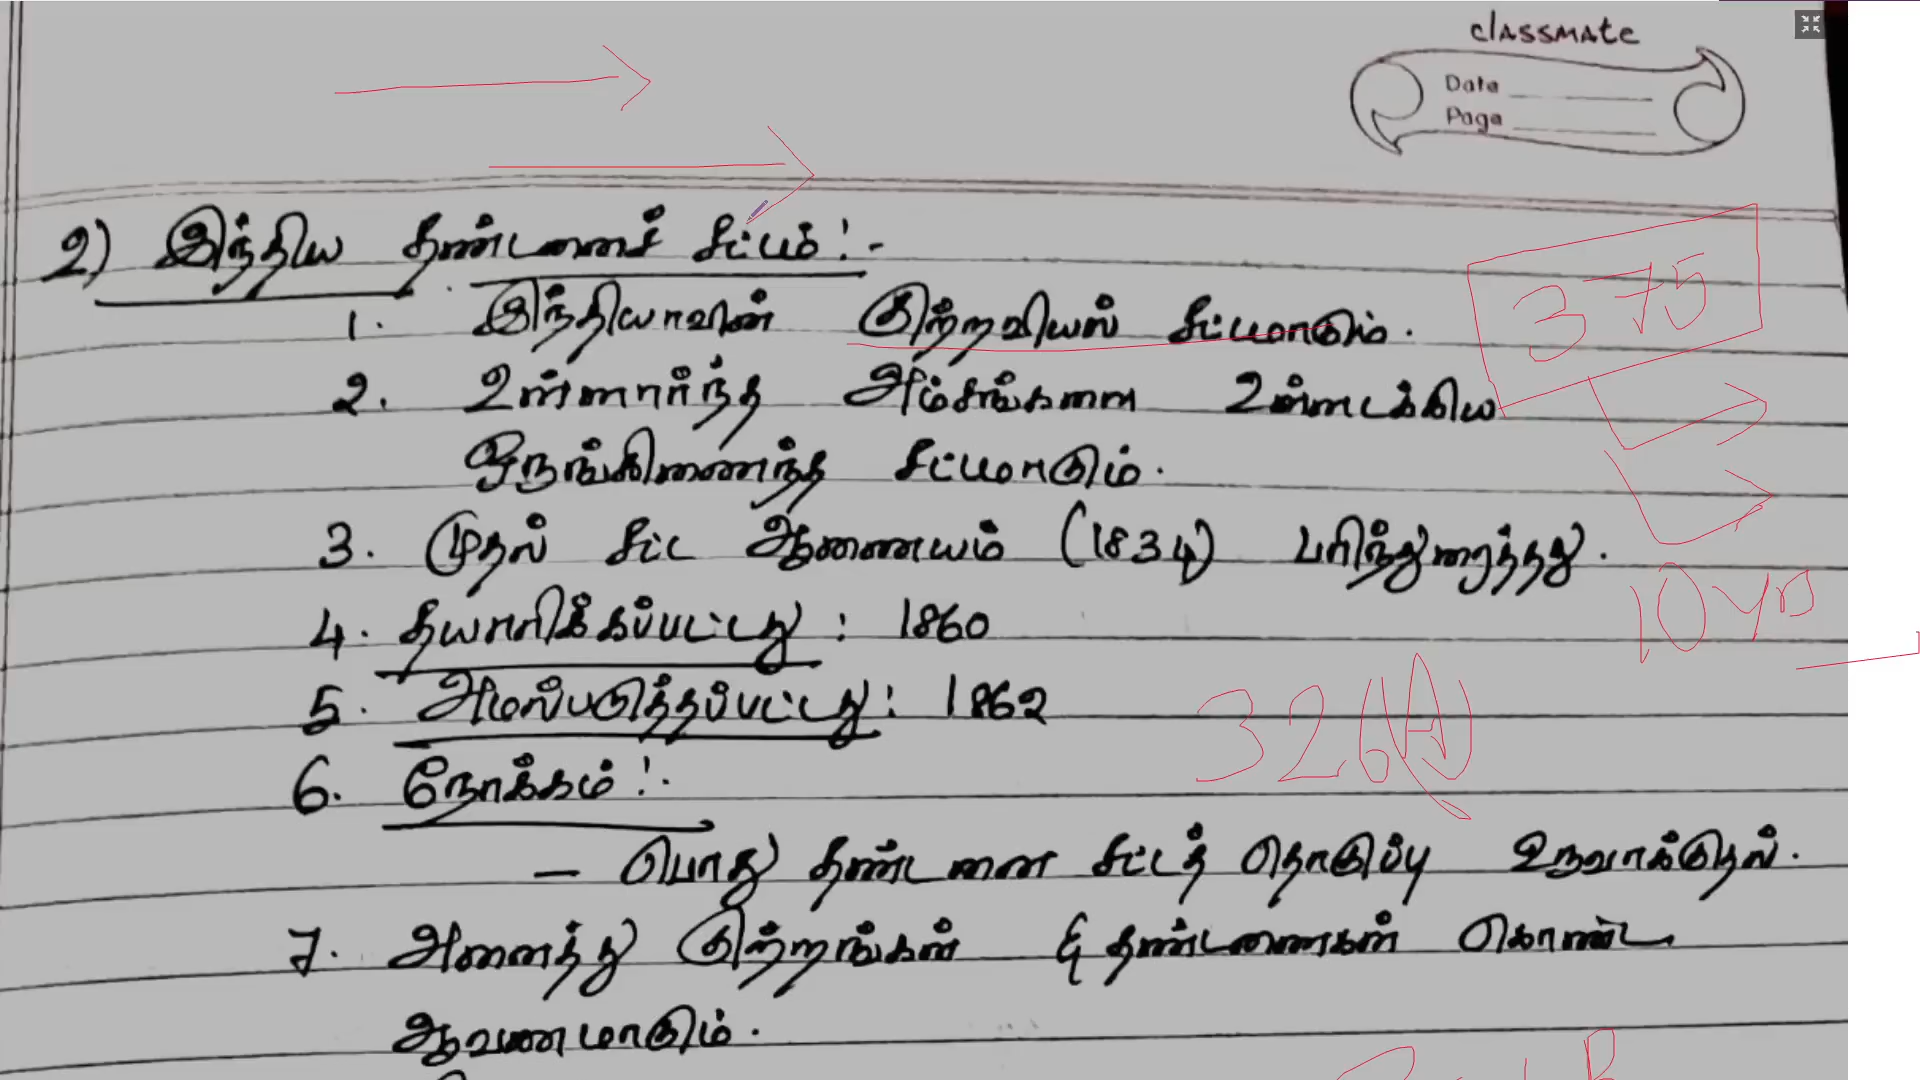 classmate
Date
Page
2) இந்திய தண்டனைச் சட்டம்:-
1. இந்தியாவின் குற்றவியல் சட்டமாகும்.
375
2. உள்ளார்ந்த அம்சங்களை உள்ளடக்கிய
ஒருங்கிணைந்த சட்டமாகும்.
3. முதல் சட்ட ஆணையம் (1834) பரிந்துரைத்தது.
4. தயாரிக்கப்பட்டது : 1860
10 yrs
5. அமல்படுத்தப்பட்டது : 1862
326(A)
6. நோக்கம் :-
– பொது தண்டனை சட்டத் தொகுப்பு உருவாக்குதல்.
7. அனைத்து குற்றங்கள் & தண்டணைகள் கொண்ட
ஆவணமாகும்.